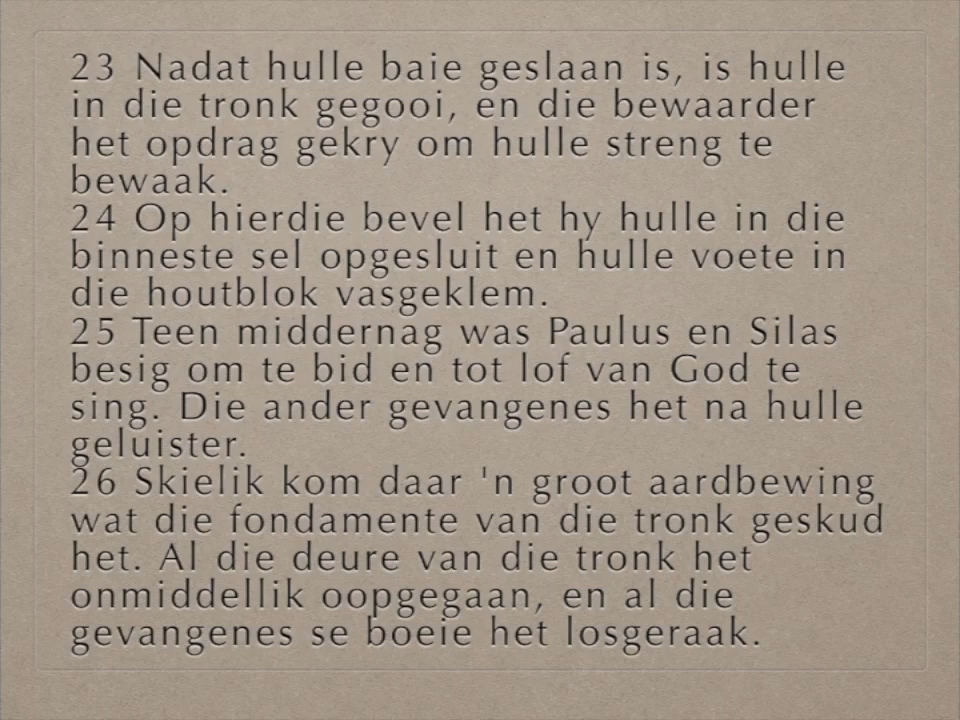 23 Nadat hulle baie geslaan is, is hulle
in die tronk gegooi, en die bewaarder
het opdrag gekry om hulle streng te
bewaak.
24 Op hierdie bevel het hy hulle in die
binneste sel opgesluit en hulle voete in
die houtblok vasgeklem.
25 Teen middernag was Paulus en Silas
besig om te bid en tot lof van God te
sing. Die ander gevangenes het na hulle
geluister.
26 Skielik kom daar 'n groot aardbewing
wat die fondamente van die tronk geskud
het. Al die deure van die tronk het
onmiddellik oopgegaan, en al die
gevangenes se boeie het losgeraak.